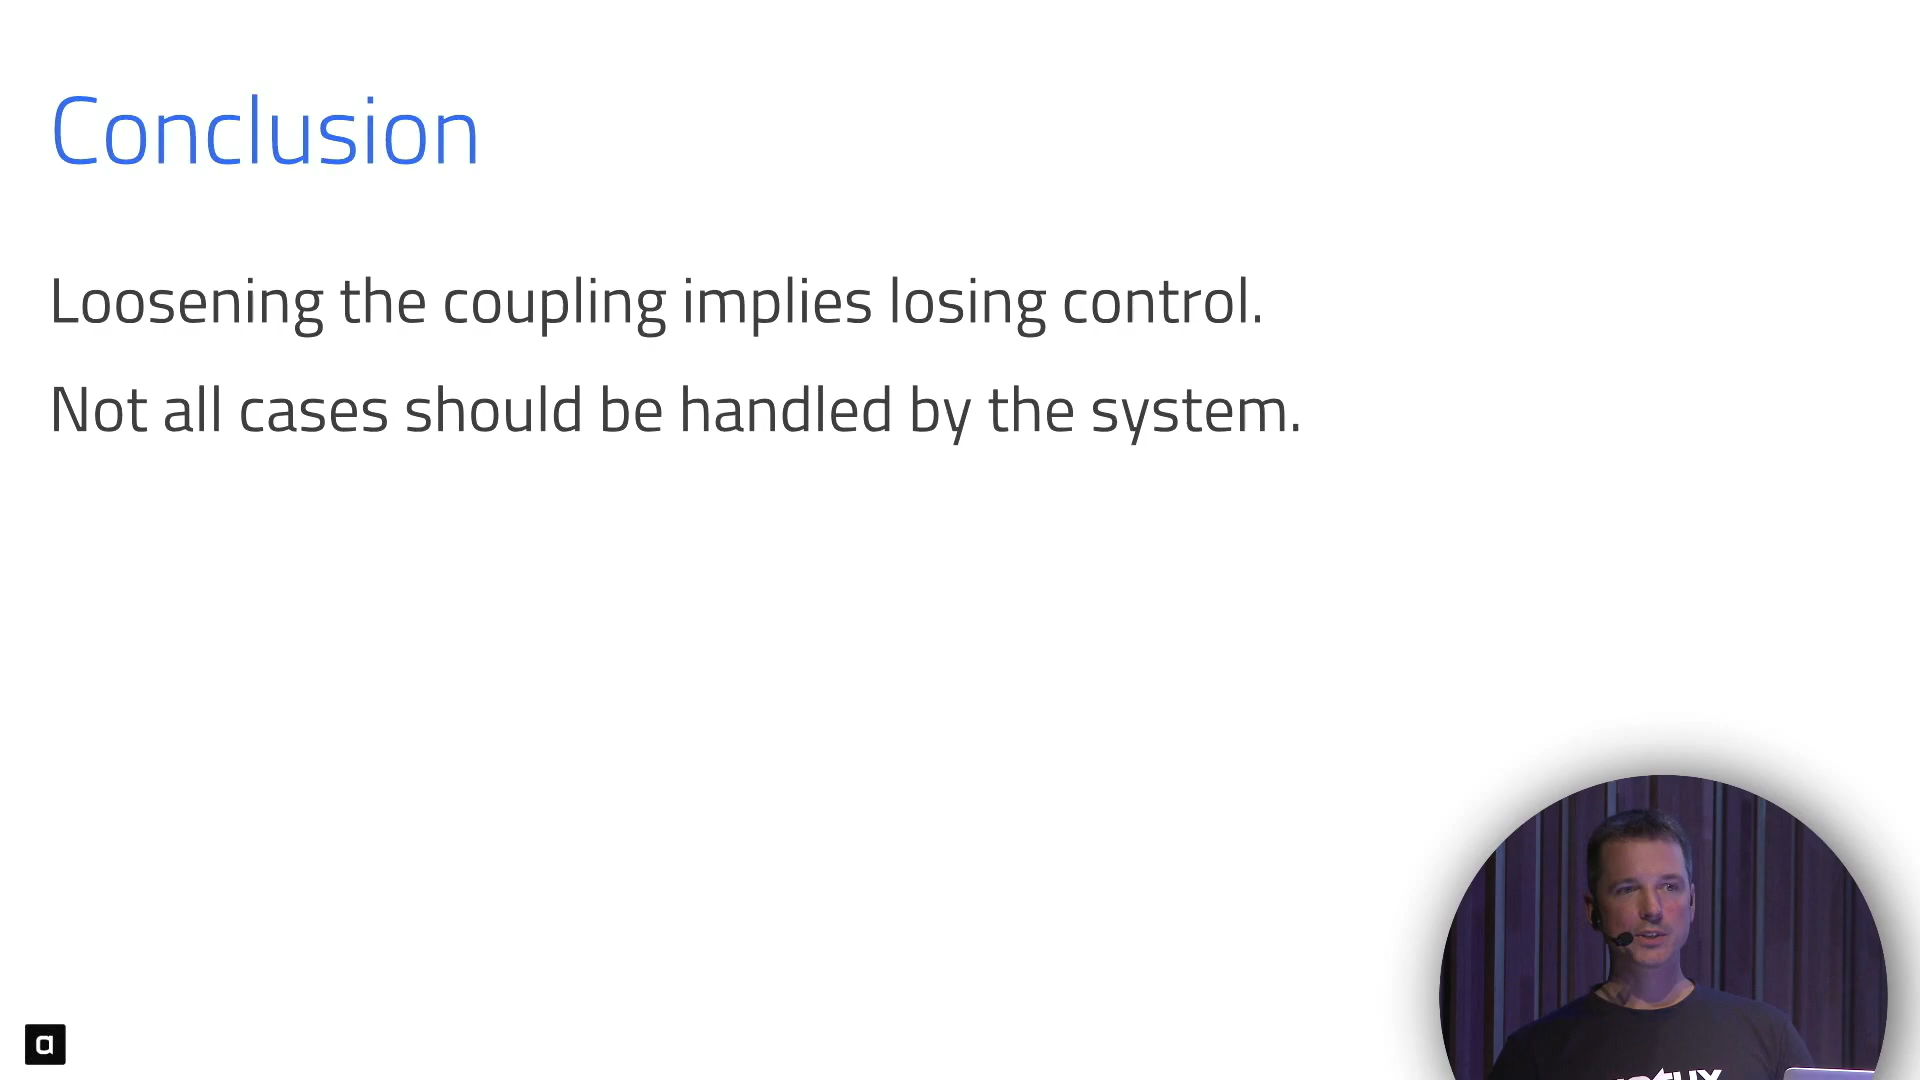 Conclusion
Loosening the coupling implies losing control.
Not all cases should be handled by the system.
a